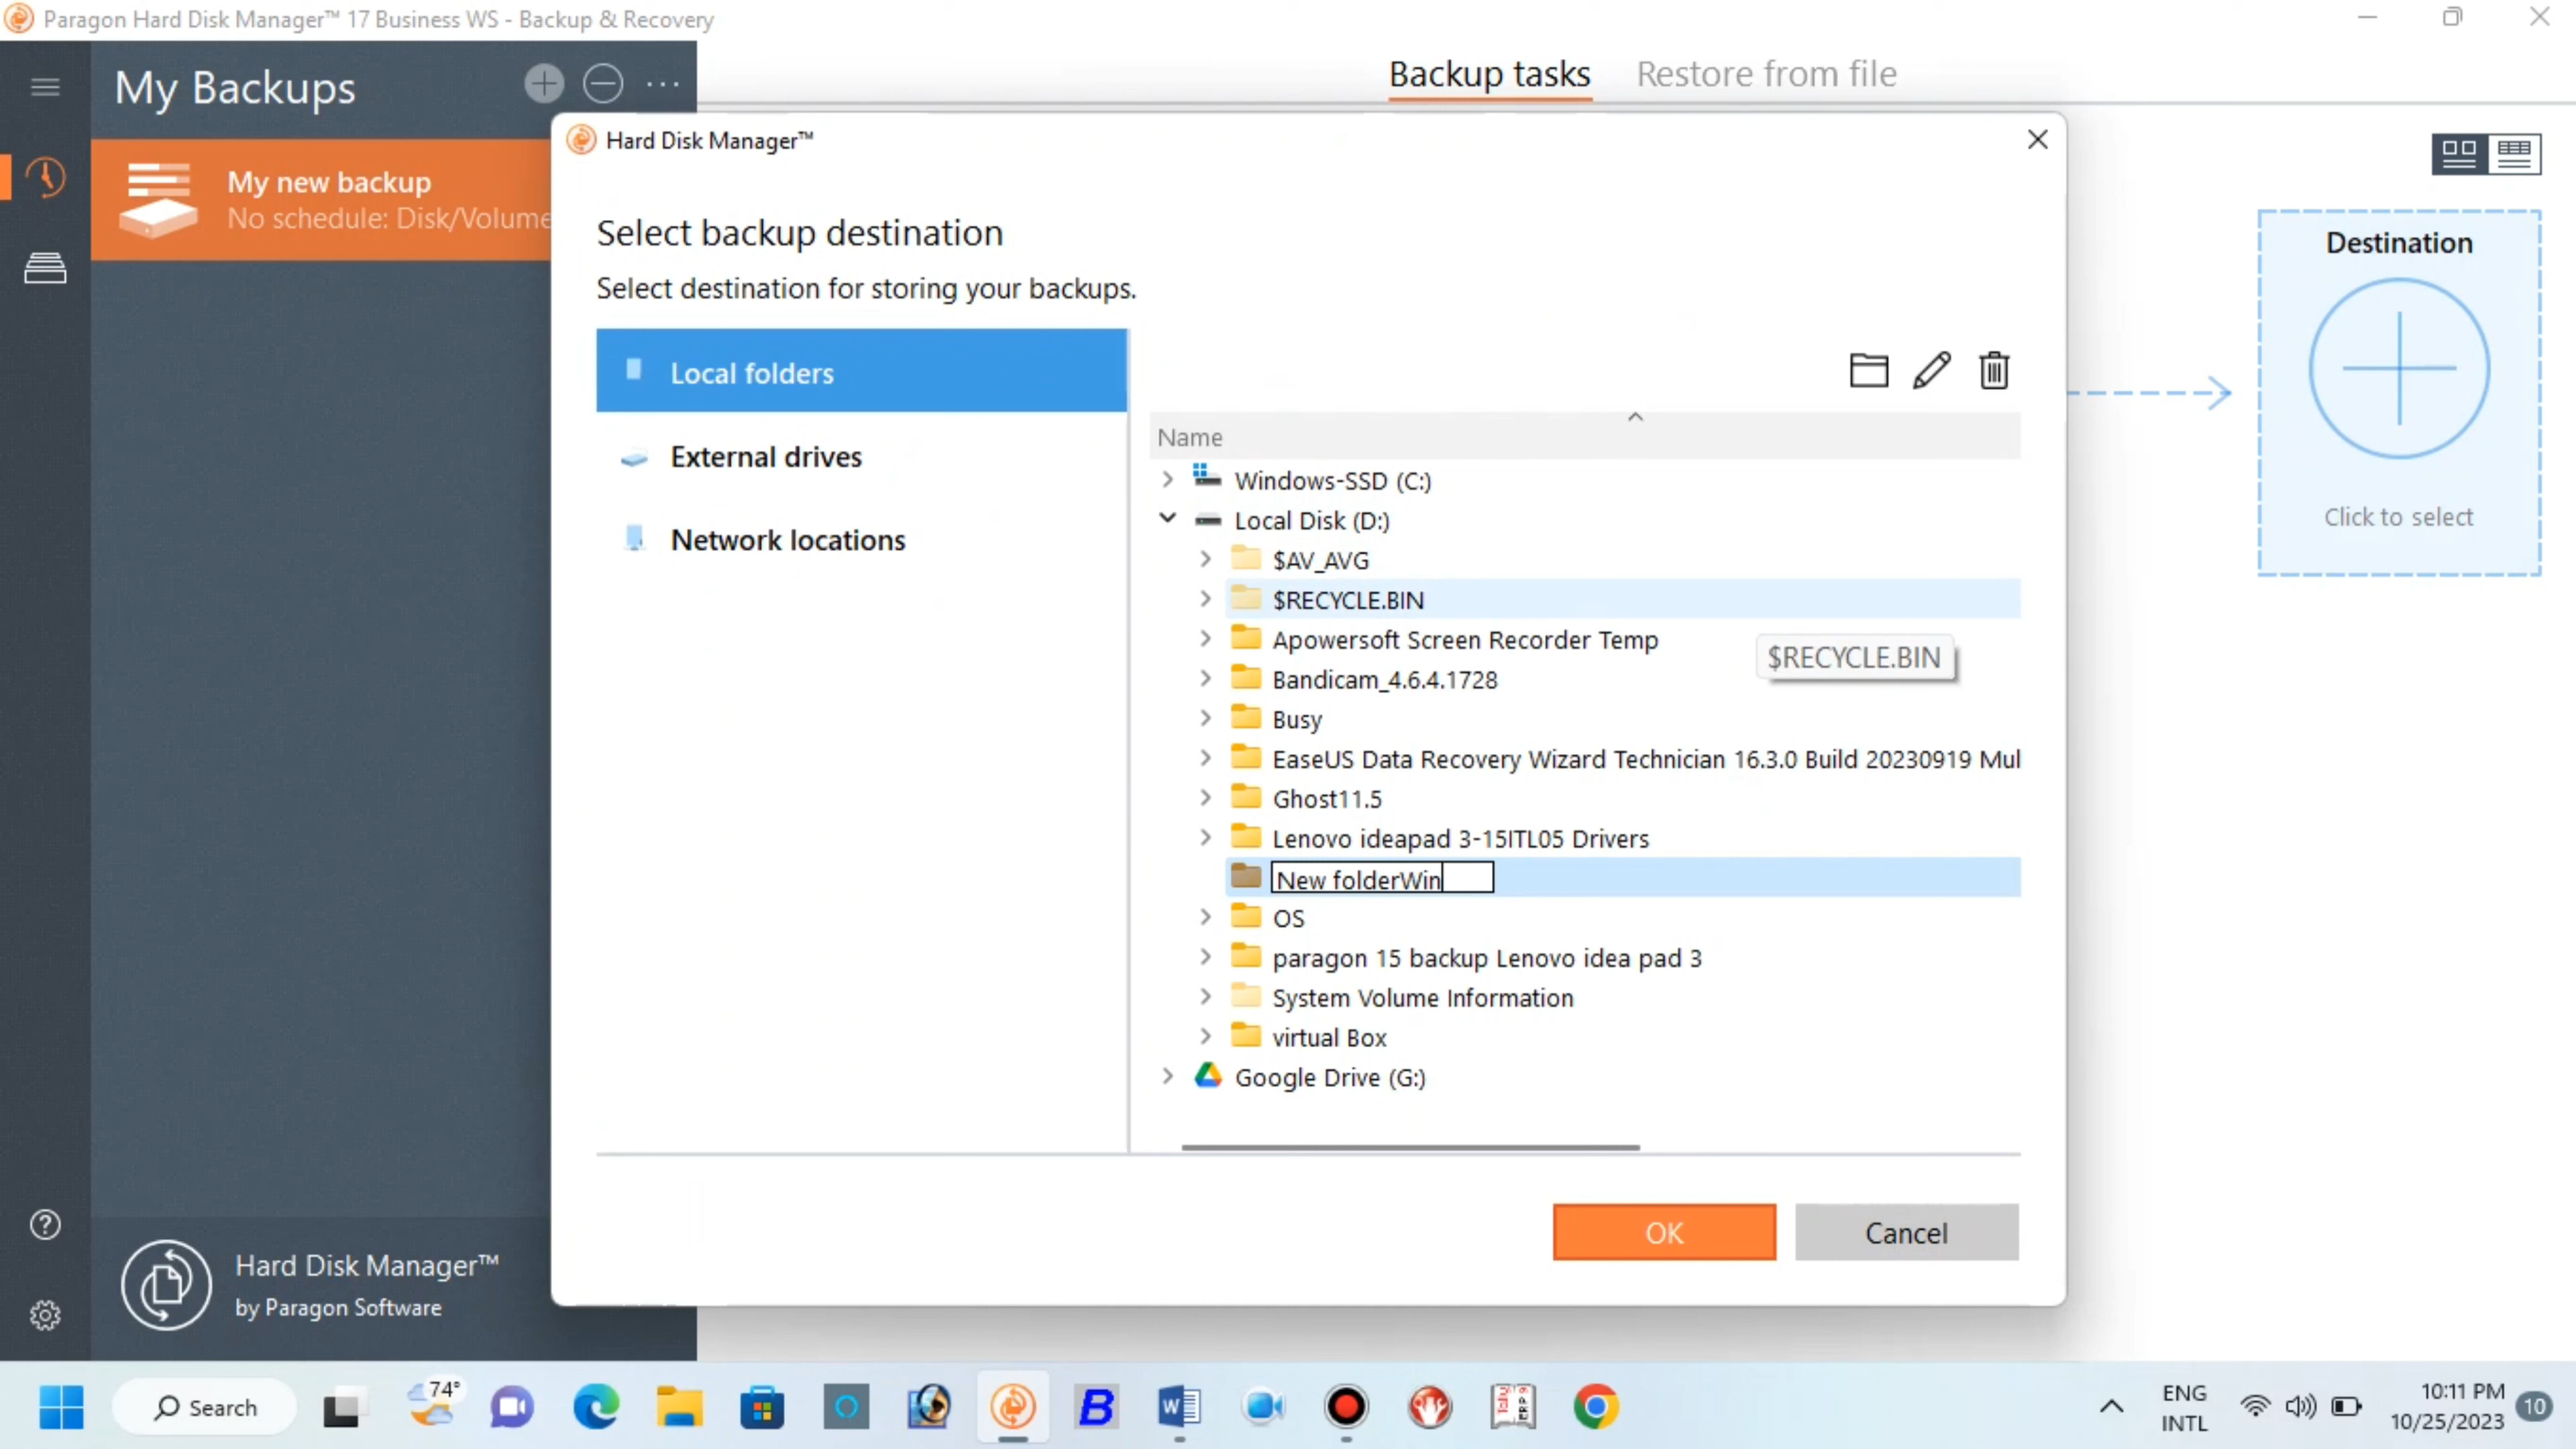 Paragon Hard Disk Manager™ 17 Business WS - Backup & Recovery
My Backups
Backup tasks
Restore from file
My new backup
No schedule: Disk/Volume
Hard Disk Manager™
Select backup destination
Select destination for storing your backups.
Local folders
External drives
Network locations
Name
Windows-SSD (C:)
Local Disk (D:)
$AV_AVG
$RECYCLE.BIN
Apowersoft Screen Recorder Temp
$RECYCLE.BIN
Bandicam_4.6.4.1728
Busy
EaseUS Data Recovery Wizard Technician 16.3.0 Build 20230919 Mul
Ghost11.5
Lenovo ideapad 3-15ITL05 Drivers
New folderWin
OS
paragon 15 backup Lenovo idea pad 3
System Volume Information
virtual Box
Google Drive (G:)
OK
Cancel
Destination
Click to select
Hard Disk Manager™
by Paragon Software
Search
74°
B
W
Tally
ERP 9
ENG
INTL
10:11 PM
10/25/2023
10